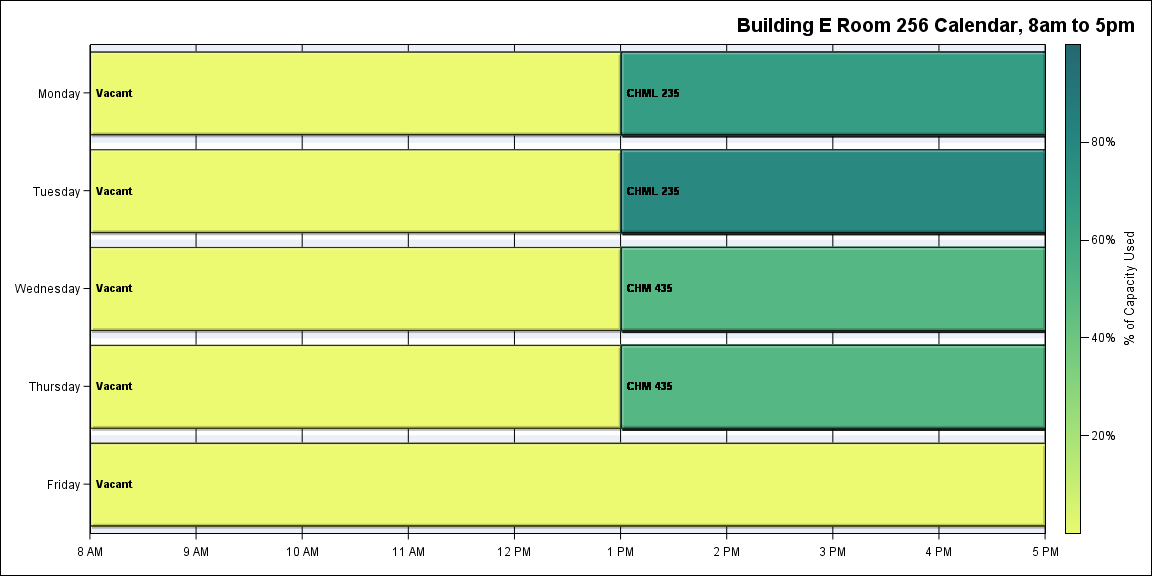 Building E Room 256 Calendar, 8am to 5pm
Monday
Vacant
CHML 235
Tuesday
Vacant
CHML 235
Wednesday
Vacant
CHM 435
Thursday
Vacant
CHM 435
Friday
Vacant
8 AM 9 AM 10 AM 11 AM 12 PM 1 PM 2 PM 3 PM 4 PM 5 PM
80%
60%
40%
20%
% of Capacity Used